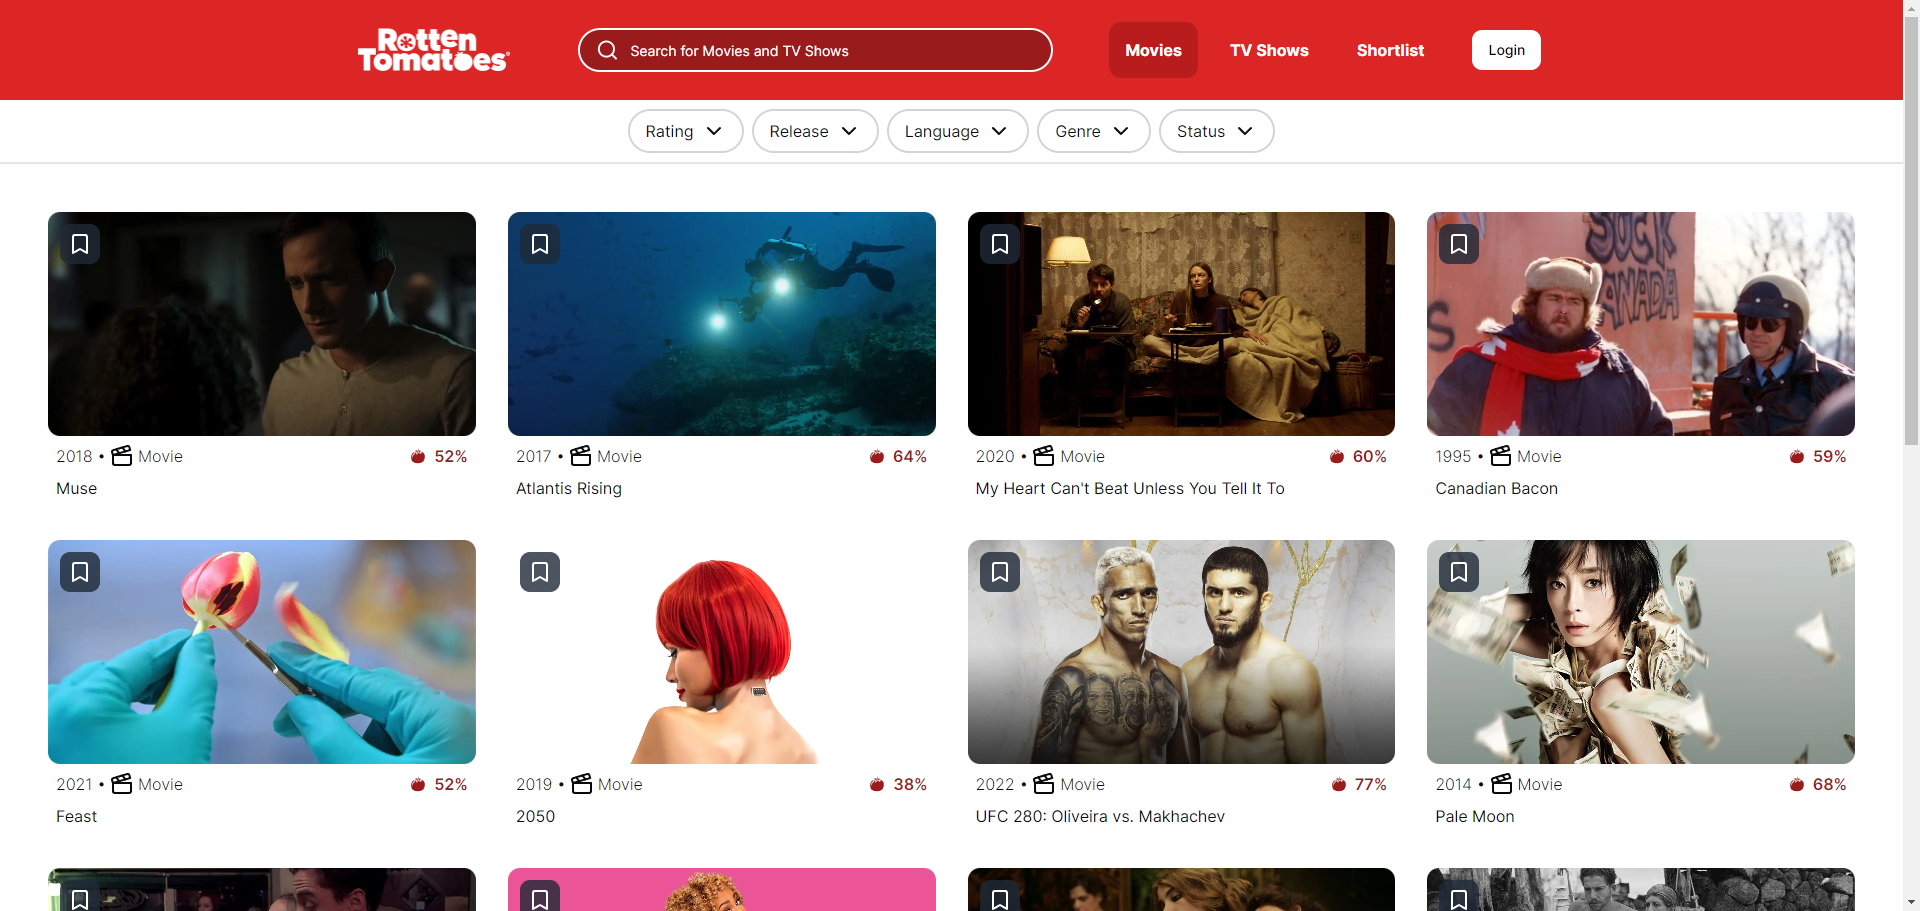 Rotten
Tomatoes
Search for Movies and TV Shows
Movies
TV Shows
Shortlist
Login
Rating
Release
Language
Genre
Status
SUCK
CANADA
2018 • Movie
52%
Muse
2017 • Movie
64%
Atlantis Rising
2020 • Movie
60%
My Heart Can't Beat Unless You Tell It To
1995 • Movie
59%
Canadian Bacon
2021 • Movie
52%
Feast
2019 • Movie
38%
2050
2022 • Movie
77%
UFC 280: Oliveira vs. Makhachev
2014 • Movie
68%
Pale Moon